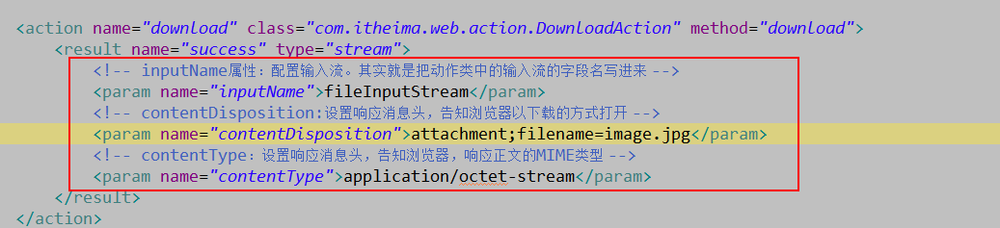 <action name="download" class="com.itheima.web.action.DownloadAction" method="download">
<result name="success" type="stream">
<!-- inputName属性：配置输入流。其实就是把动作类中的输入流的字段名写进来 -->
<param name="inputName">fileInputStream</param>
<!-- contentDisposition:设置响应消息头，告知浏览器以下载的方式打开 -->
<param name="contentDisposition">attachment;filename=image.jpg</param>
<!-- contentType：设置响应消息头，告知浏览器，响应正文的MIME类型 -->
<param name="contentType">application/octet-stream</param>
</result>
</action>